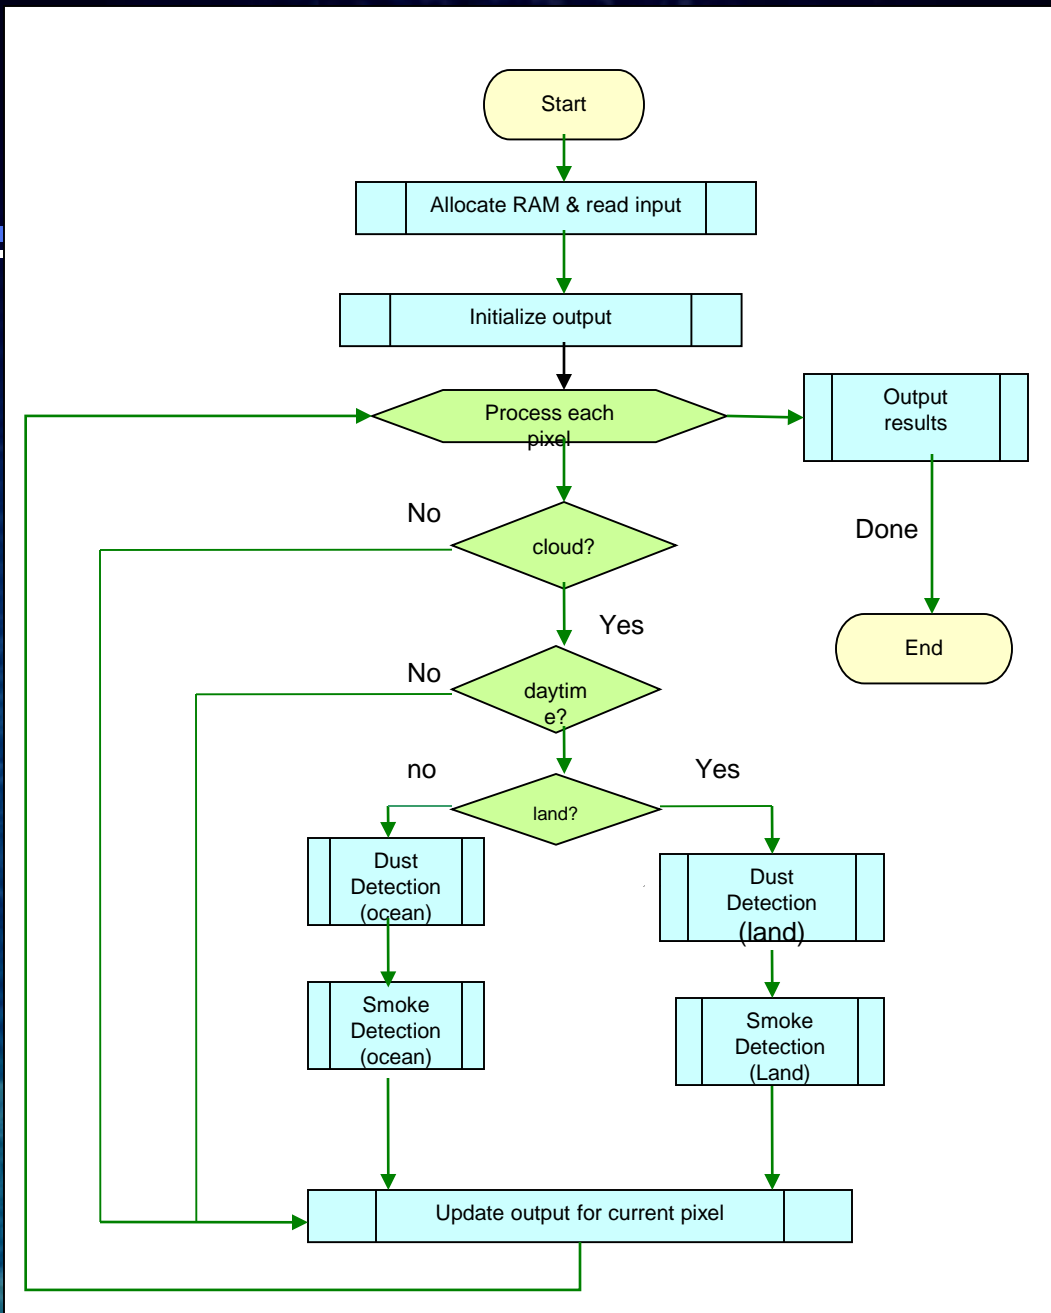 Start
Allocate RAM & read input
Initialize output
Process each
pixel
Output
results
No
cloud?
Done
Yes
End
No
daytim
e?
no
Yes
land?
Dust
Detection
(ocean)
Dust
Detection
(land)
Smoke
Detection
(ocean)
Smoke
Detection
(Land)
Update output for current pixel